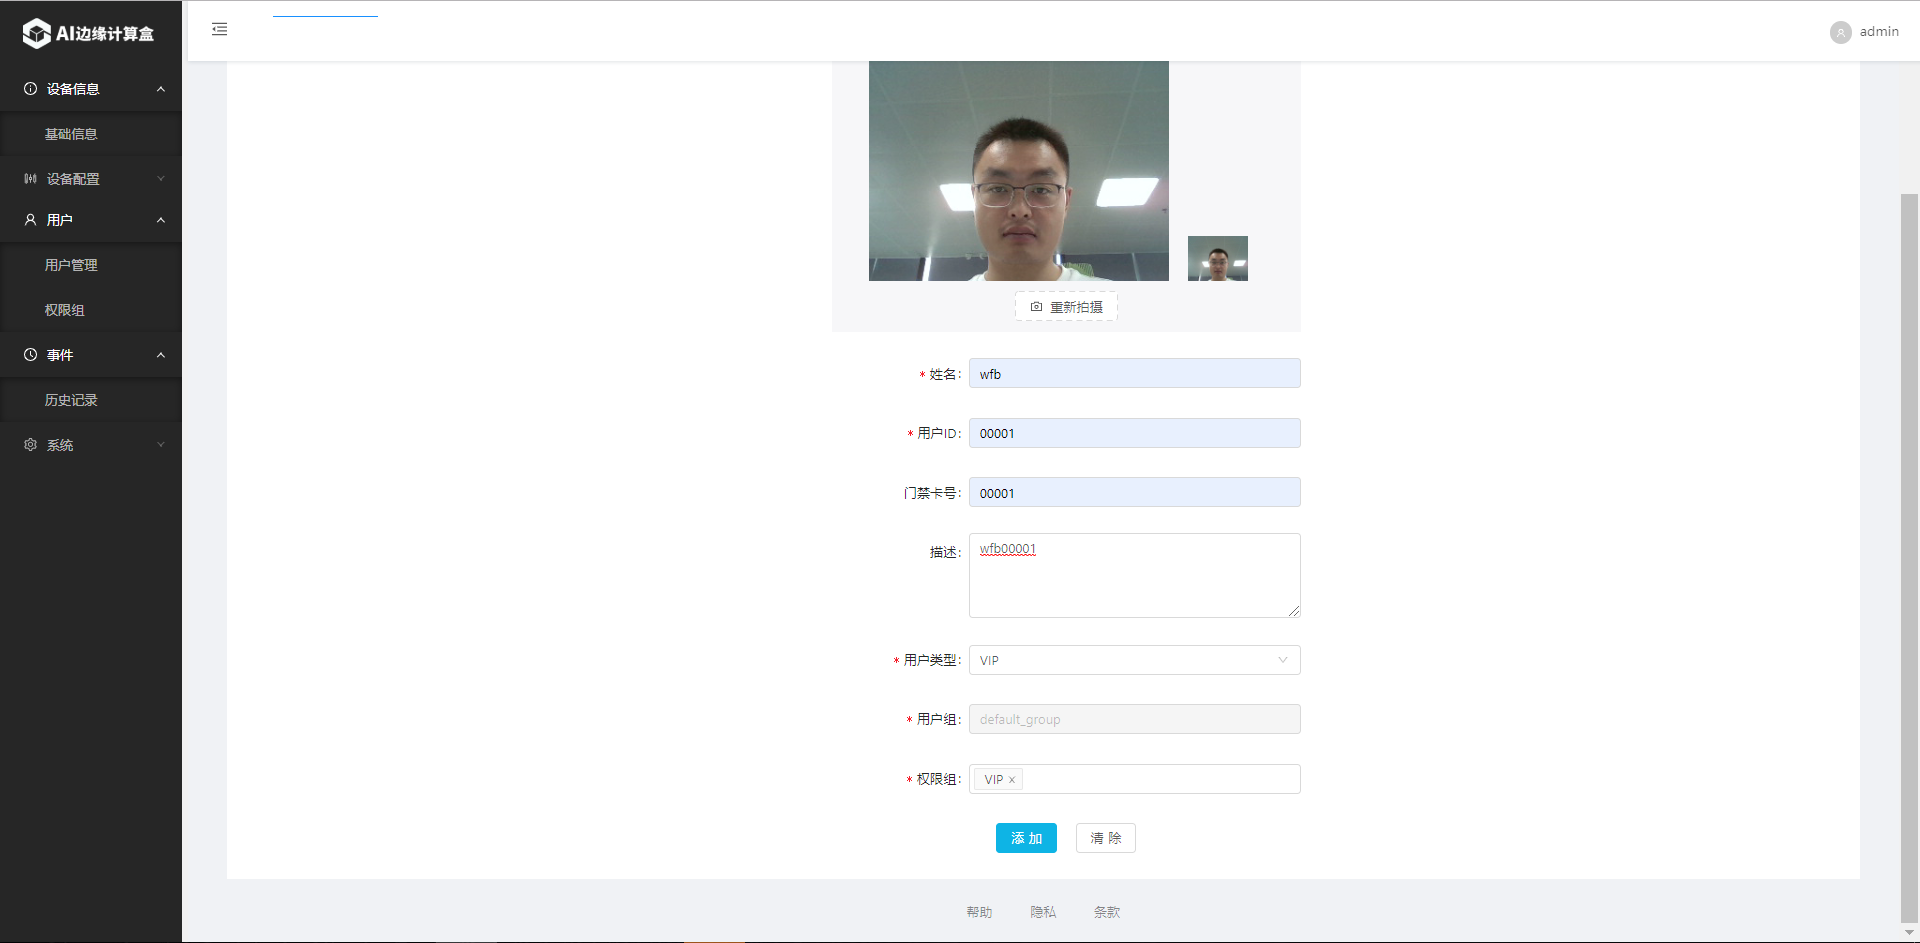 AI边缘计算盒
admin
设备信息
基础信息
设备配置
用户
用户管理
权限组
事件
历史记录
系统
重新拍摄
* 姓名: wfb
* 用户ID: 00001
门禁卡号: 00001
描述: wfb00001
* 用户类型: VIP
* 用户组: default_group
* 权限组: VIP ×
添 加 清 除
帮助 隐私 条款